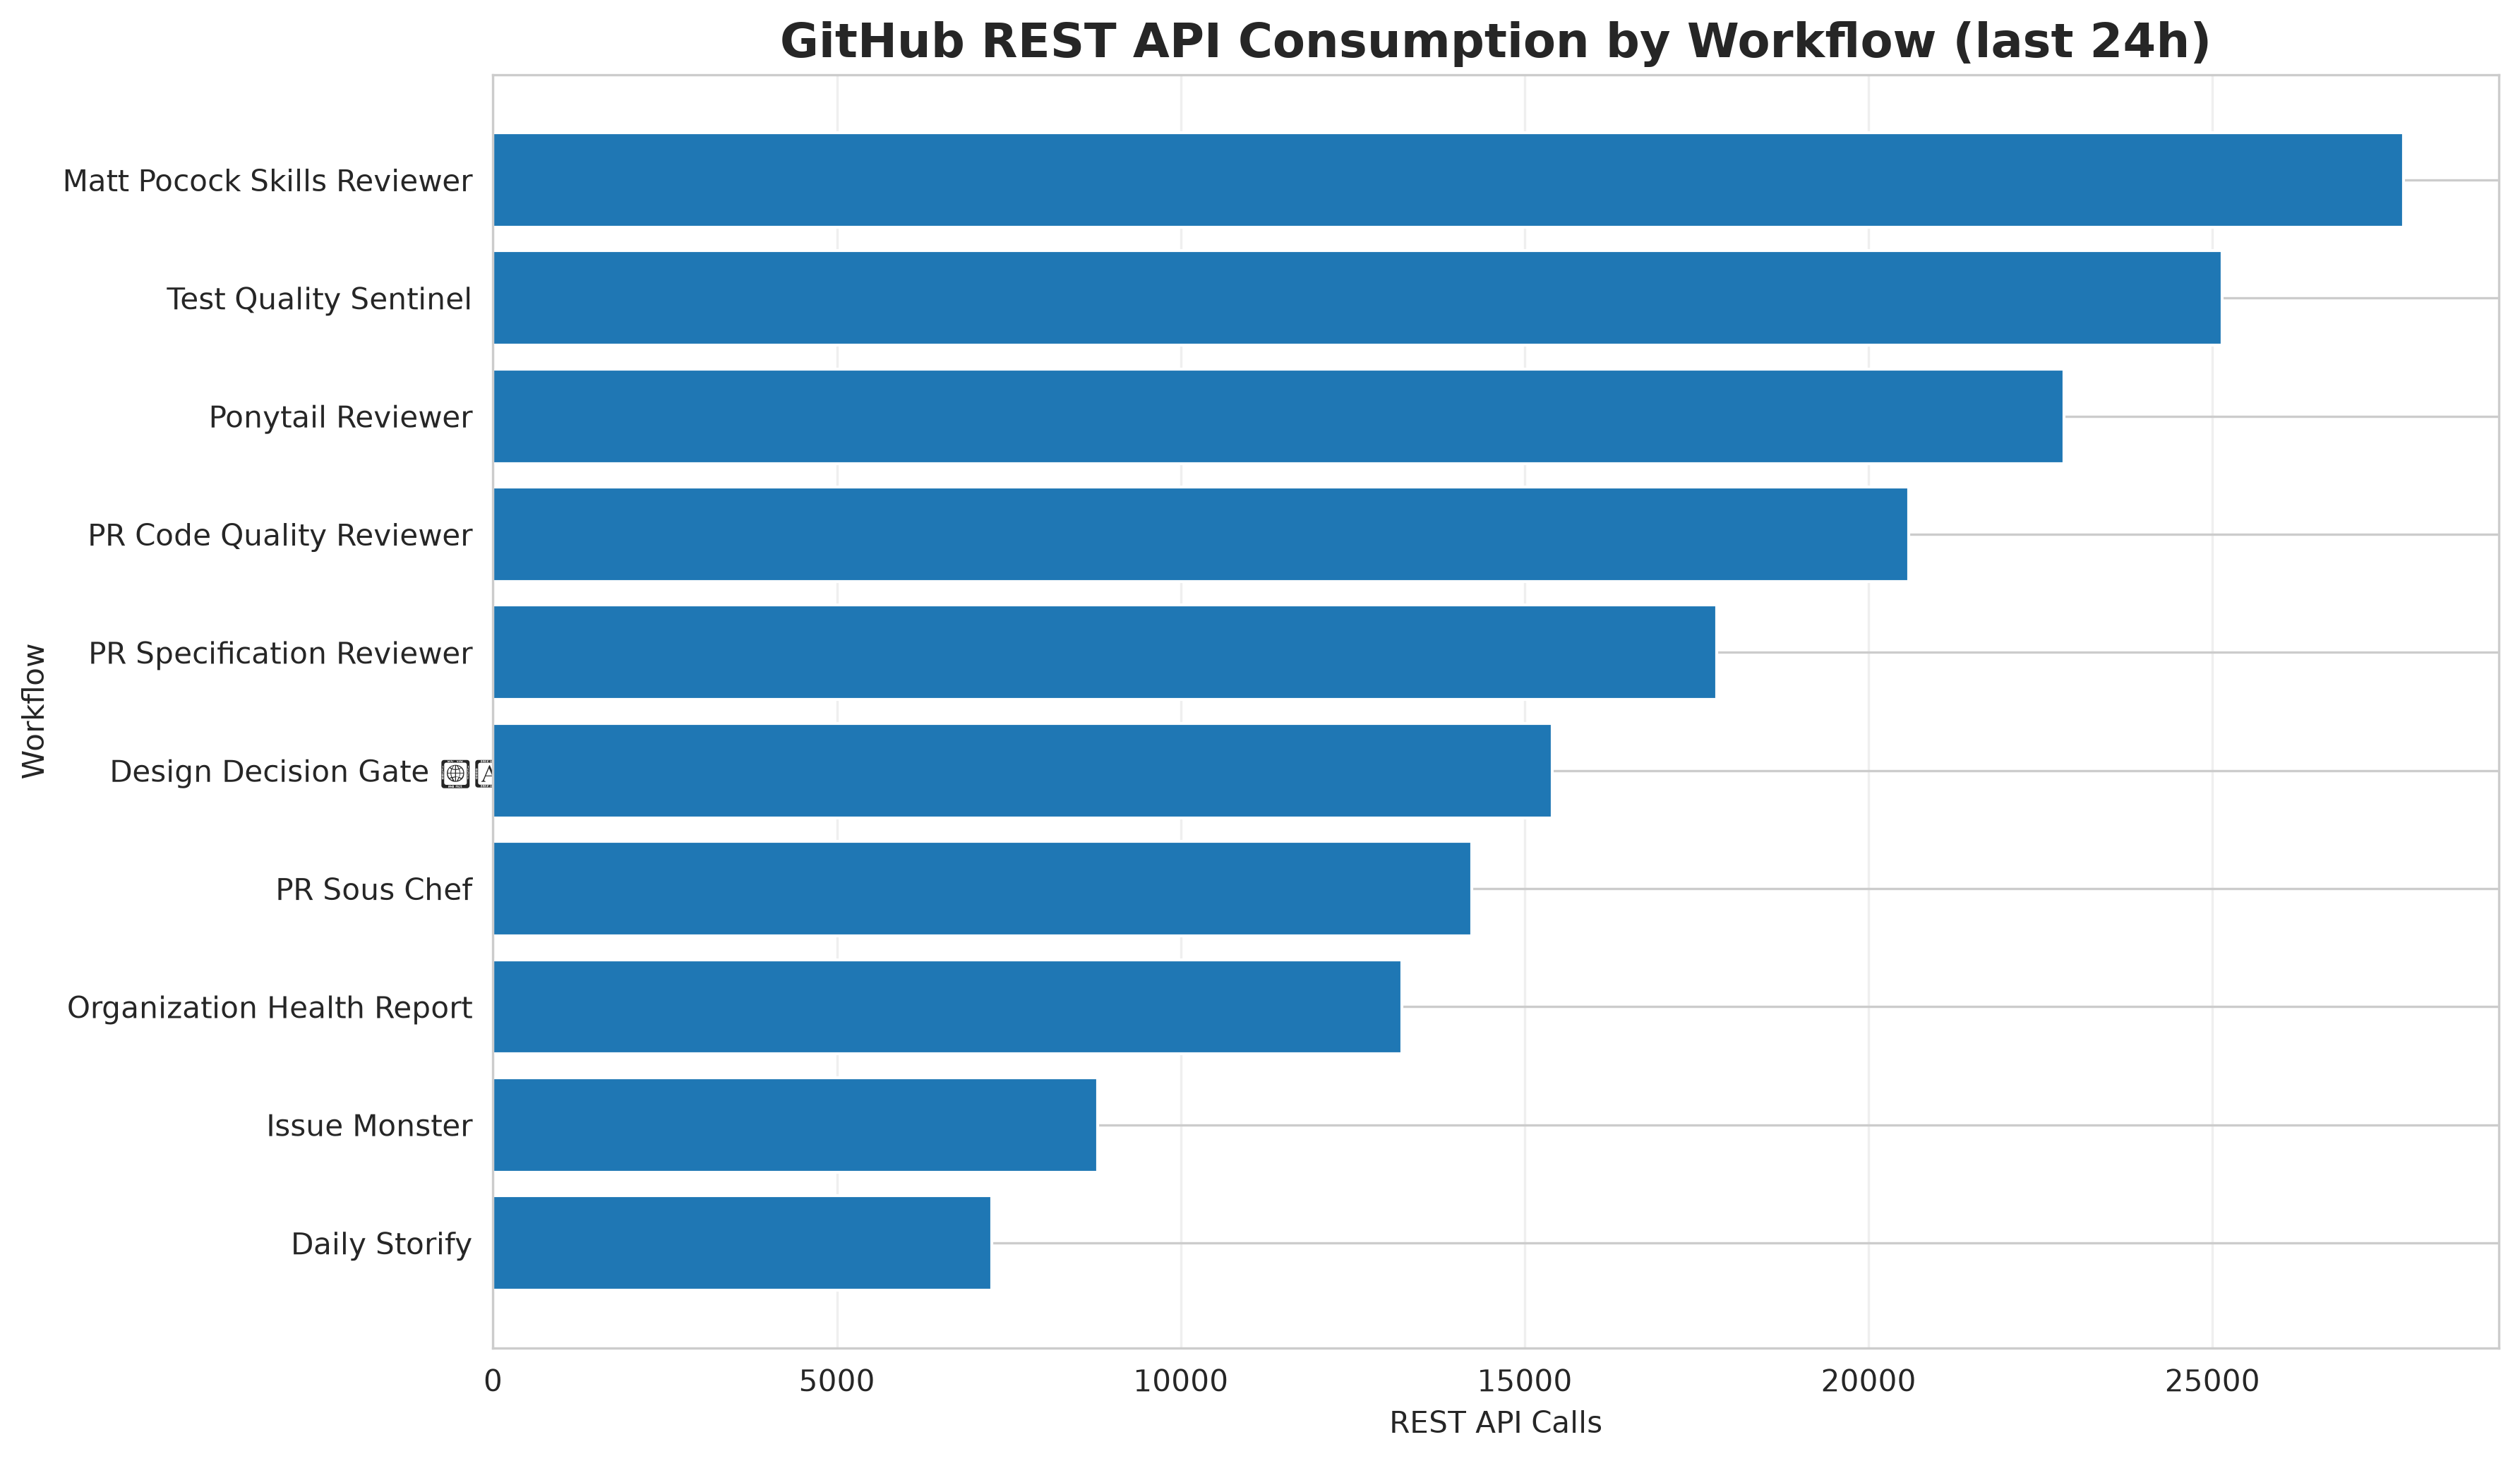 GitHub REST API Consumption by Workflow (last 24h)
Workflow
Matt Pocock Skills Reviewer
Test Quality Sentinel
Ponytail Reviewer
PR Code Quality Reviewer
PR Specification Reviewer
Design Decision Gate
PR Sous Chef
Organization Health Report
Issue Monster
Daily Storify
0 5000 10000 15000 20000 25000
REST API Calls